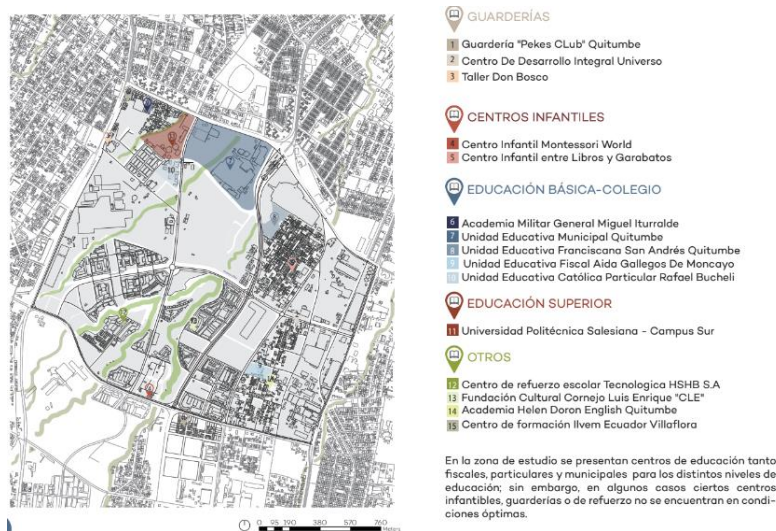 GUARDERÍAS
1 Guardería "Pekes CLub" Quitumbe
2 Centro De Desarrollo Integral Universo
3 Taller Don Bosco
CENTROS INFANTILES
4 Centro Infantil Montessori World
5 Centro Infantil entre Libros y Garabatos
EDUCACIÓN BÁSICA-COLEGIO
6 Academia Militar General Miguel Iturralde
7 Unidad Educativa Municipal Quitumbe
8 Unidad Educativa Franciscana San Andrés Quitumbe
9 Unidad Educativa Fiscal Aida Gallegos De Moncayo
10 Unidad Educativa Católica Particular Rafael Bucheli
EDUCACIÓN SUPERIOR
11 Universidad Politécnica Salesiana - Campus Sur
OTROS
12 Centro de refuerzo escolar Tecnologica HSHB S.A
13 Fundación Cultural Cornejo Luis Enrique "CLE"
14 Academia Helen Doron English Quitumbe
15 Centro de formación Ilvem Ecuador Villaflora
En la zona de estudio se presentan centros de educación tanto
fiscales, particulares y municipales para los distintos niveles de
educación; sin embargo, en algunos casos ciertos centros
infantiles, guarderías o de refuerzo no se encuentran en condi-
ciones óptimas.
10
0 95 190 380 570 760
Meters